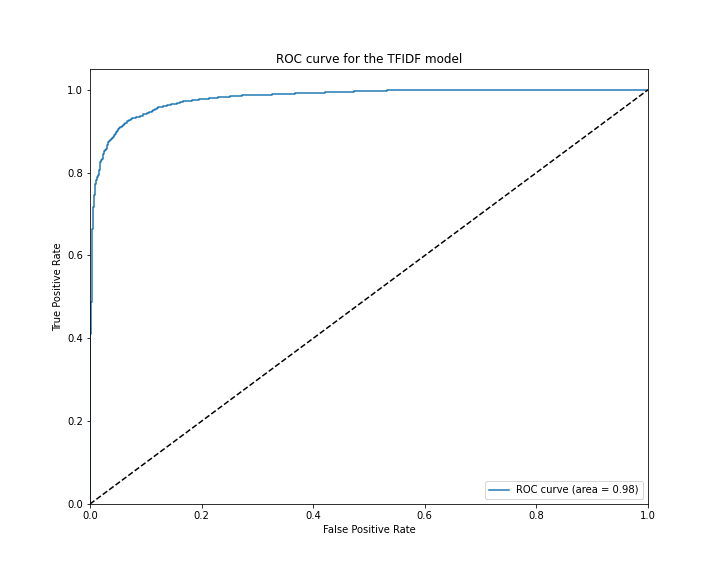 ROC curve for the TFIDF model
1.0
0.8
0.6
0.4
0.2
0.0
True Positive Rate
ROC curve (area = 0.98)
0.0 0.2 0.4 0.6 0.8 1.0
False Positive Rate